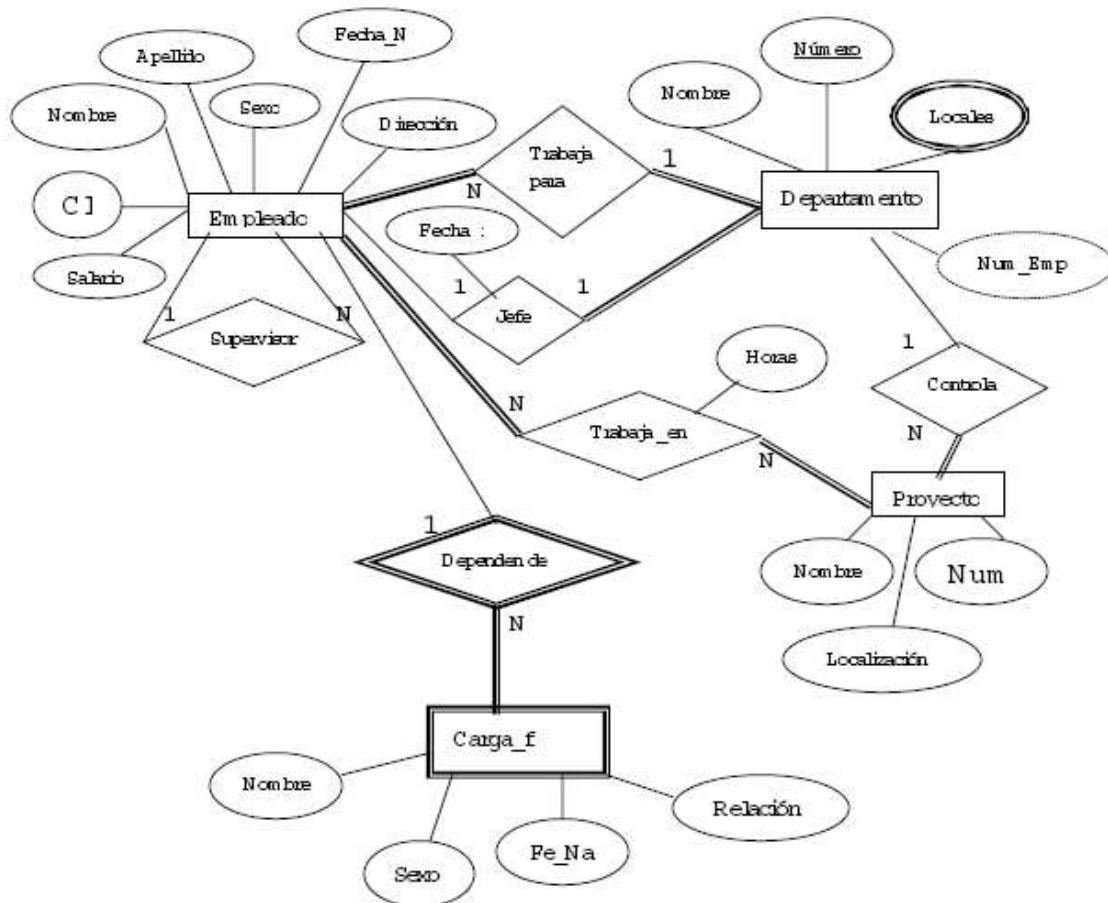 Fecha_N
Apellido
Número
Sexo
Nombre
Nombre
Locales
Dirección
Trabaja
para
1
N
CI
Empleado
Departamento
Fecha :
Num_Emp
Salario
1
1
1
N
Jefe
Supervisor
1
Horas
Controla
N
Trabaja_en
N
N
Proyecto
1
Dependen de
Nombre
Num
N
Localización
Carga_f
Nombre
Relación
Fe_Na
Sexo